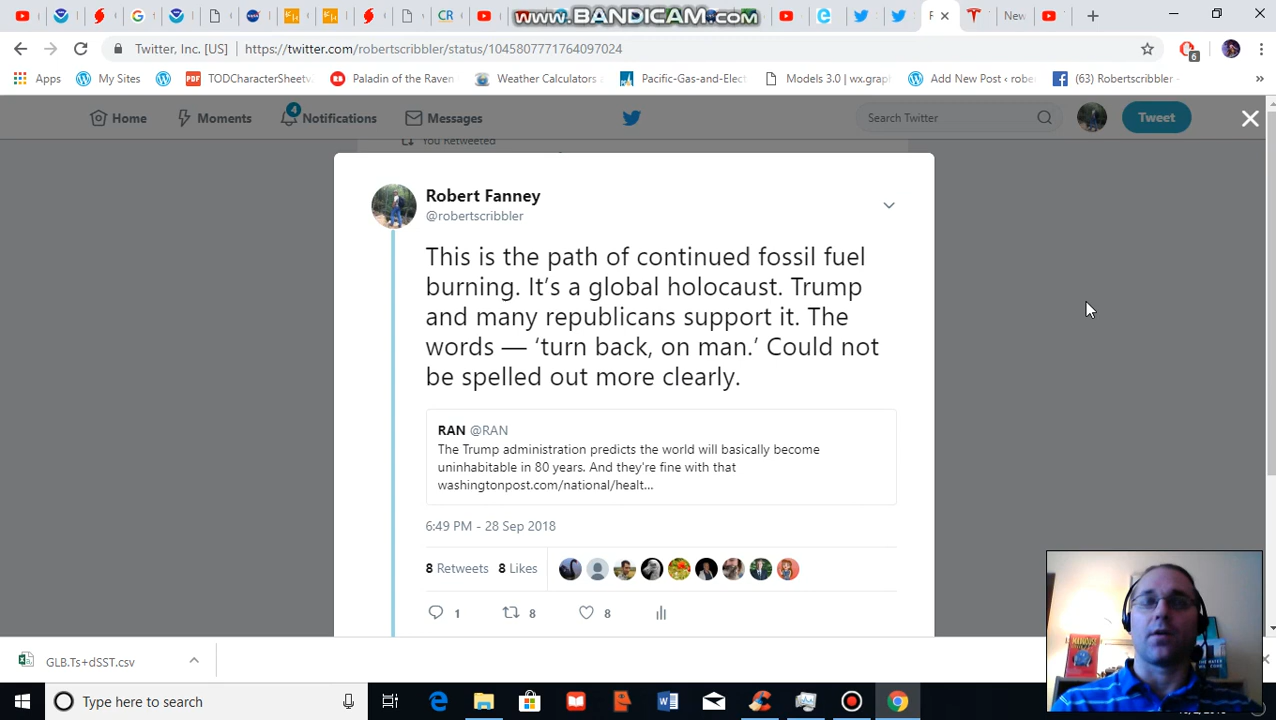 www.BANDICAM.com
CR
New
Twitter, Inc. [US]
https://twitter.com/robertscribbler/status/1045807771764097024
6
Apps
My Sites
PDF
TODCharacterSheetv.
Paladin of the Raven
Weather Calculators
Pacific-Gas-and-Elect
Models 3.0 | wx.grap
Add New Post ‹ robe
(63) Robertscribbler -
»
Home
Moments
4
Notifications
Messages
Search Twitter
Tweet
You Retweeted
Robert Fanney
@robertscribbler
This is the path of continued fossil fuel
burning. It's a global holocaust. Trump
and many republicans support it. The
words — 'turn back, on man.' Could not
be spelled out more clearly.
RAN @RAN
The Trump administration predicts the world will basically become
uninhabitable in 80 years. And they're fine with that
washingtonpost.com/national/healt...
6:49 PM - 28 Sep 2018
8 Retweets 8 Likes
1
8
8
GLB.Ts+dSST.csv
Type here to search